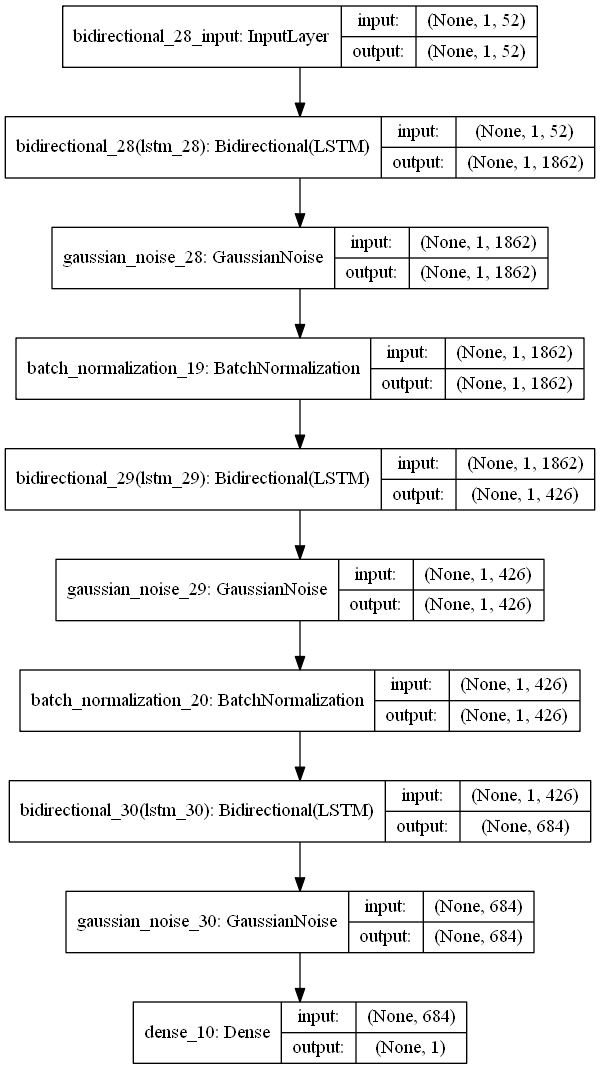 bidirectional_28_input: InputLayer
input: (None, 1, 52)
output: (None, 1, 52)
bidirectional_28(lstm_28): Bidirectional(LSTM)
input: (None, 1, 52)
output: (None, 1, 1862)
gaussian_noise_28: GaussianNoise
input: (None, 1, 1862)
output: (None, 1, 1862)
batch_normalization_19: BatchNormalization
input: (None, 1, 1862)
output: (None, 1, 1862)
bidirectional_29(lstm_29): Bidirectional(LSTM)
input: (None, 1, 1862)
output: (None, 1, 426)
gaussian_noise_29: GaussianNoise
input: (None, 1, 426)
output: (None, 1, 426)
batch_normalization_20: BatchNormalization
input: (None, 1, 426)
output: (None, 1, 426)
bidirectional_30(lstm_30): Bidirectional(LSTM)
input: (None, 1, 426)
output: (None, 684)
gaussian_noise_30: GaussianNoise
input: (None, 684)
output: (None, 684)
dense_10: Dense
input: (None, 684)
output: (None, 1)